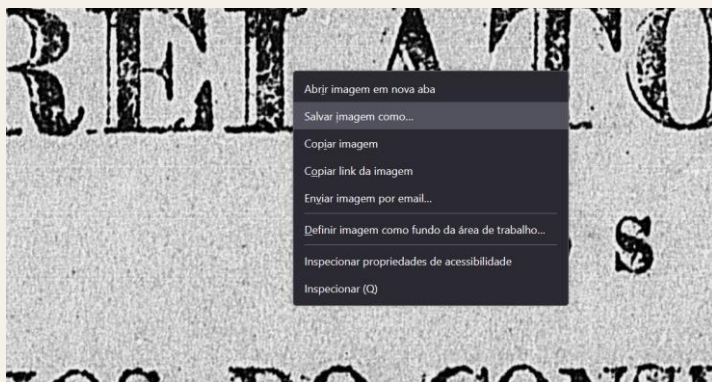 RELATO
Abrir imagem em nova aba
Salvar imagem como...
Copiar imagem
Copiar link da imagem
Enviar imagem por email...
Definir imagem como fundo da área de trabalho...
S
Inspecionar propriedades de acessibilidade
Inspecionar (Q)